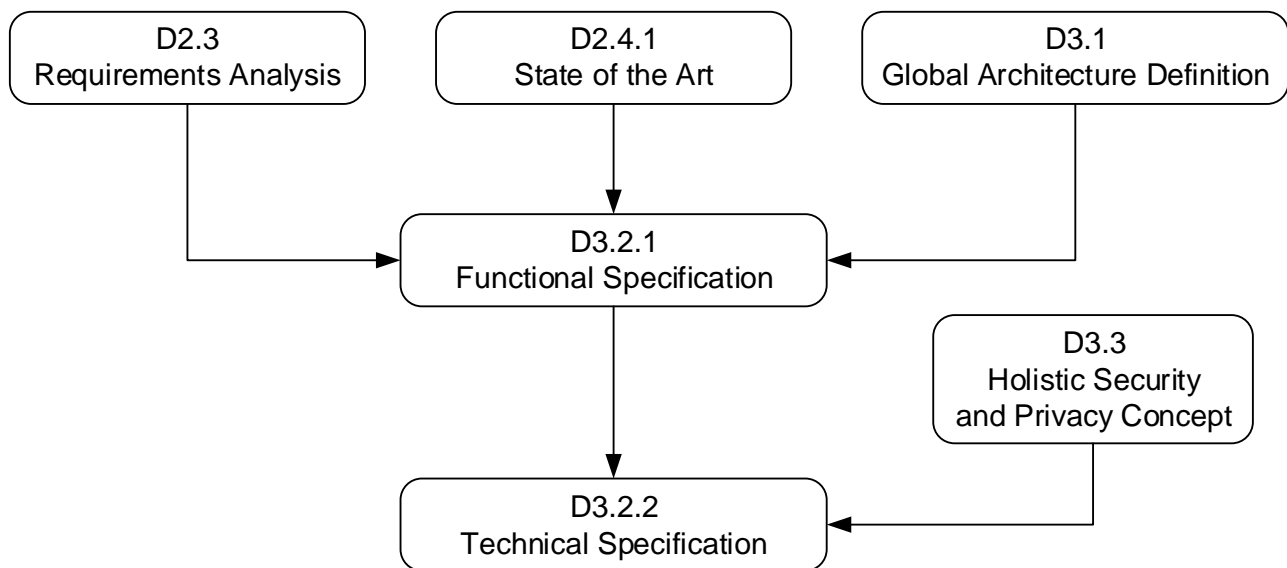 D2.3
Requirements Analysis
D2.4.1
State of the Art
D3.1
Global Architecture Definition
D3.2.1
Functional Specification
D3.3
Holistic Security
and Privacy Concept
D3.2.2
Technical Specification